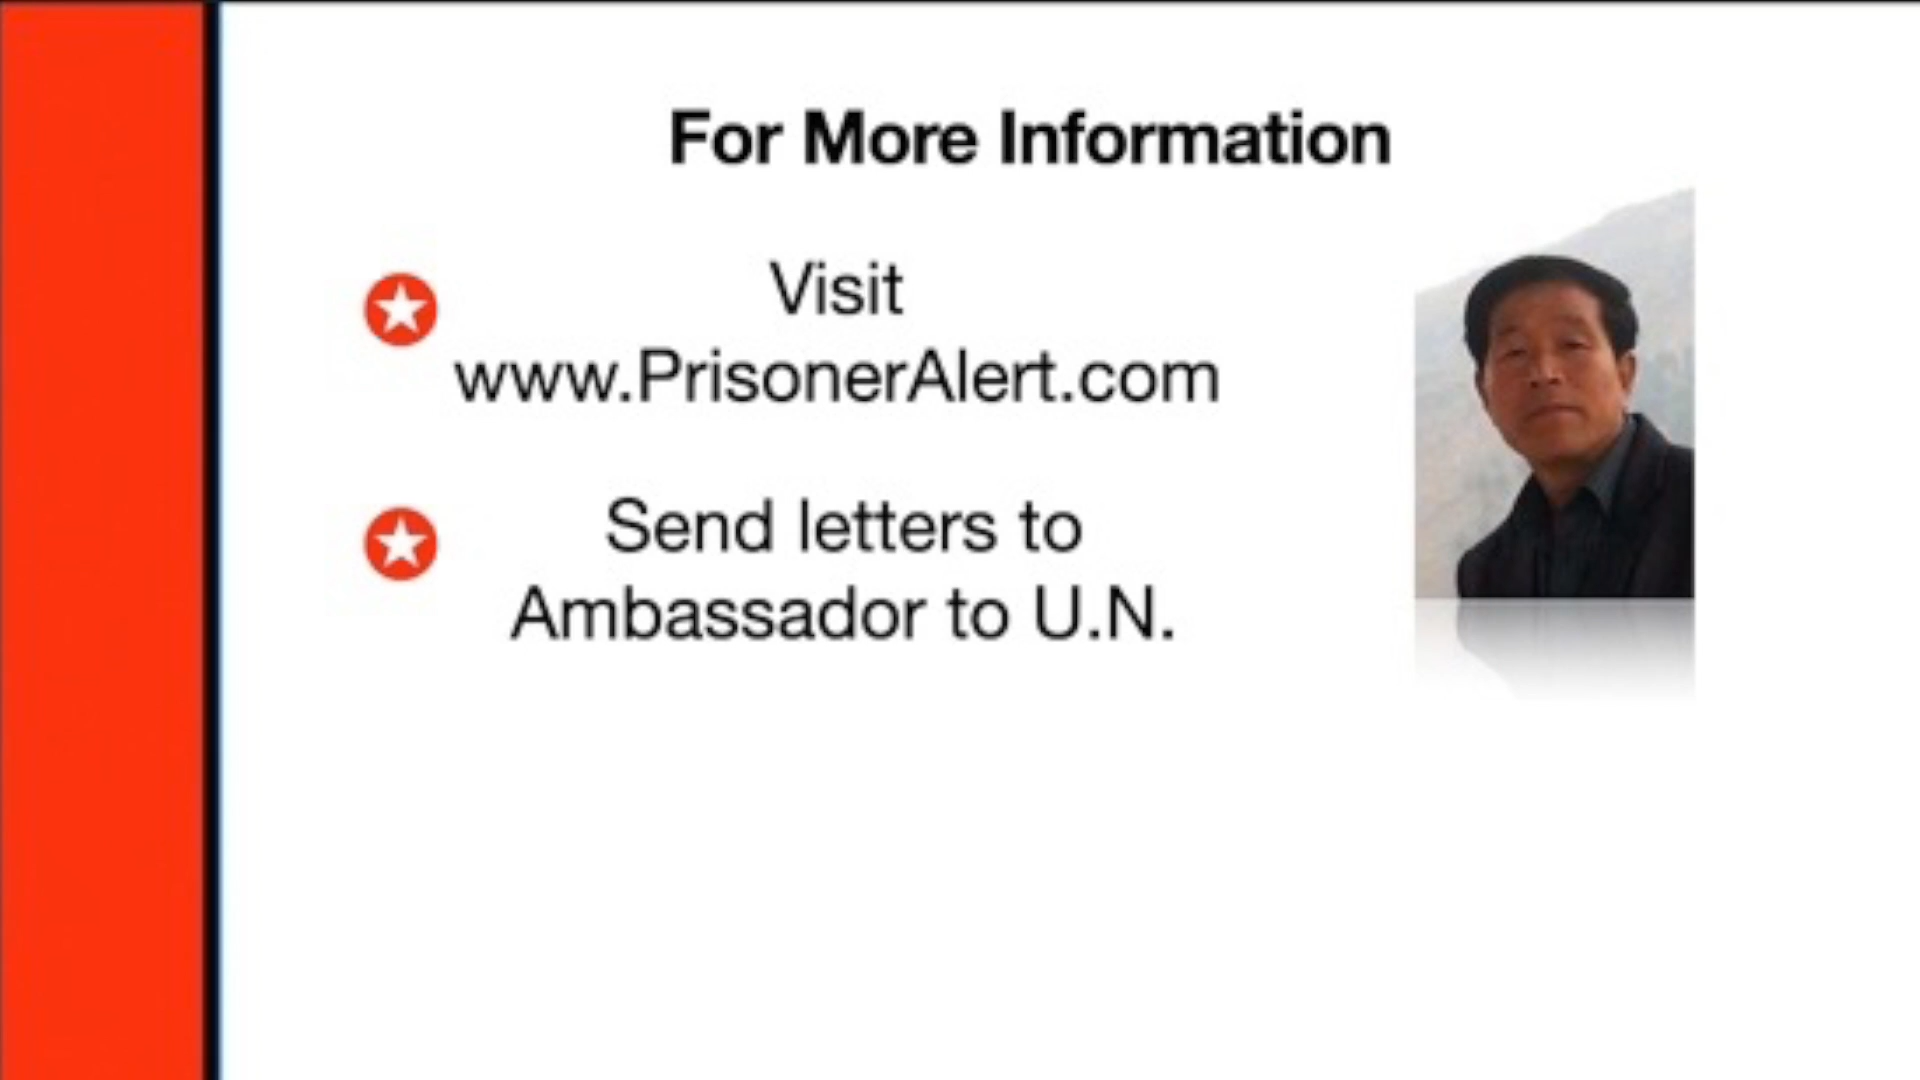 For More Information
Visit
www.PrisonerAlert.com
Send letters to
Ambassador to U.N.